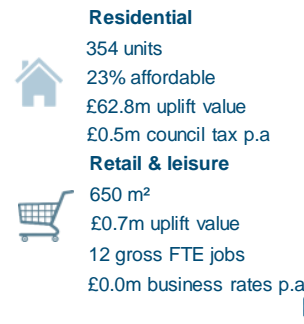 Residential
354 units
23% affordable
£62.8m uplift value
£0.5m council tax p.a
Retail & leisure
650 m²
£0.7m uplift value
12 gross FTE jobs
£0.0m business rates p.a